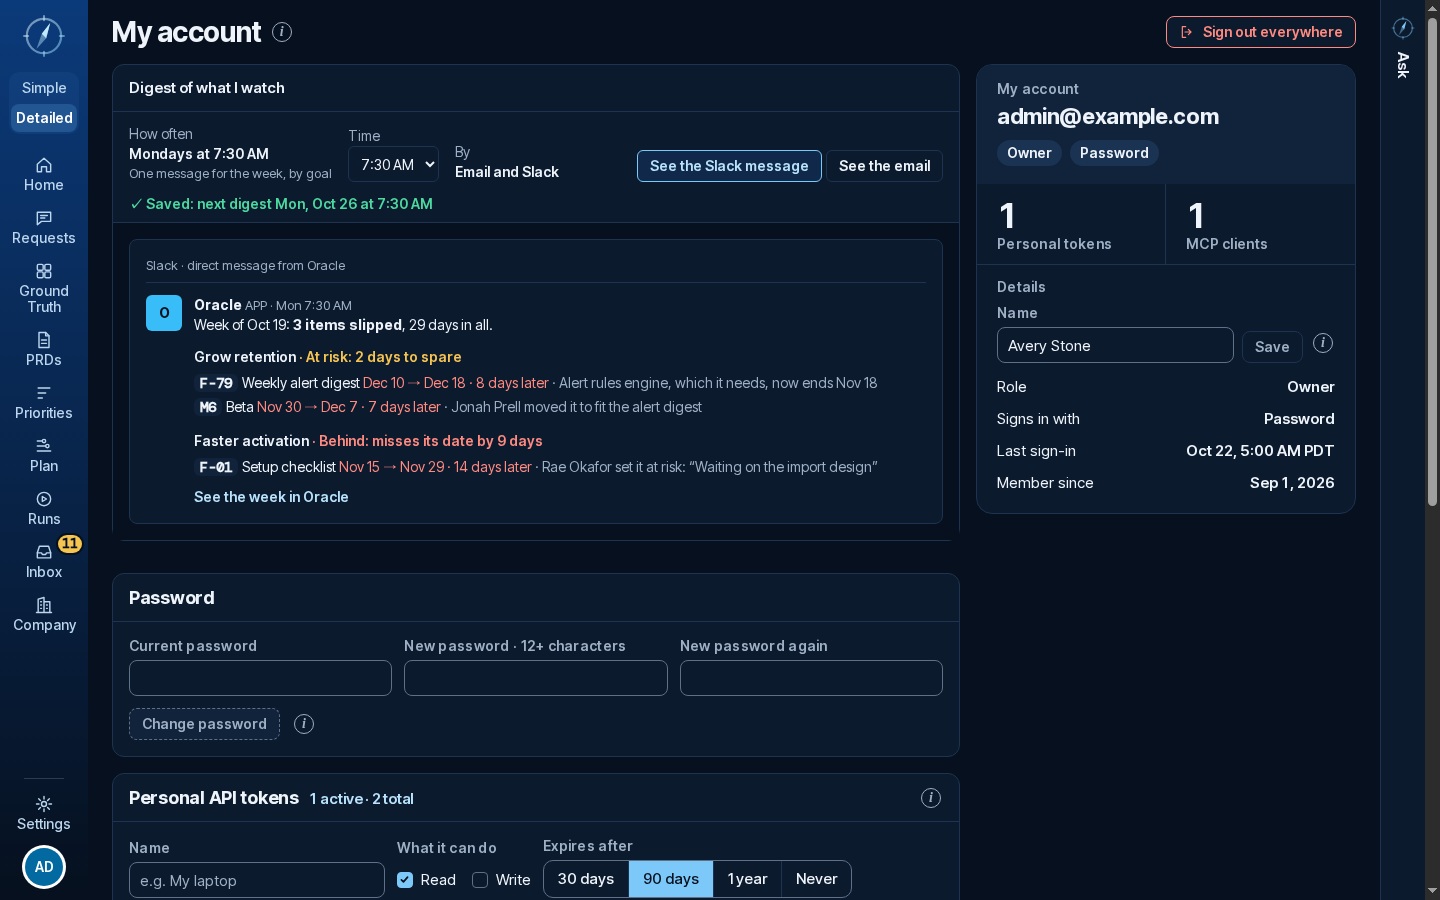 Simple
Detailed
Home
Requests
Ground
Truth
PRDs
Priorities
Plan
Runs
11
Inbox
Company
Settings
AD
My account
i
Sign out everywhere
Ask
Digest of what I watch
How often
Mondays at 7:30 AM
One message for the week, by goal
Time
7:30 AM
By
Email and Slack
See the Slack message
See the email
✓ Saved: next digest Mon, Oct 26 at 7:30 AM
Slack · direct message from Oracle
O
Oracle APP · Mon 7:30 AM
Week of Oct 19: 3 items slipped, 29 days in all.
Grow retention · At risk: 2 days to spare
F-79 Weekly alert digest Dec 10 → Dec 18 · 8 days later · Alert rules engine, which it needs, now ends Nov 18
M6 Beta Nov 30 → Dec 7 · 7 days later · Jonah Prell moved it to fit the alert digest
Faster activation · Behind: misses its date by 9 days
F-01 Setup checklist Nov 15 → Nov 29 · 14 days later · Rae Okafor set it at risk: “Waiting on the import design”
See the week in Oracle
My account
admin@example.com
Owner
Password
1
Personal tokens
1
MCP clients
Details
Name
Avery Stone
Save
i
Role Owner
Signs in with Password
Last sign-in Oct 22, 5:00 AM PDT
Member since Sep 1, 2026
Password
Current password
New password · 12+ characters
New password again
Change password
i
Personal API tokens 1 active · 2 total
i
Name
e.g. My laptop
What it can do
Read
Write
Expires after
30 days
90 days
1 year
Never